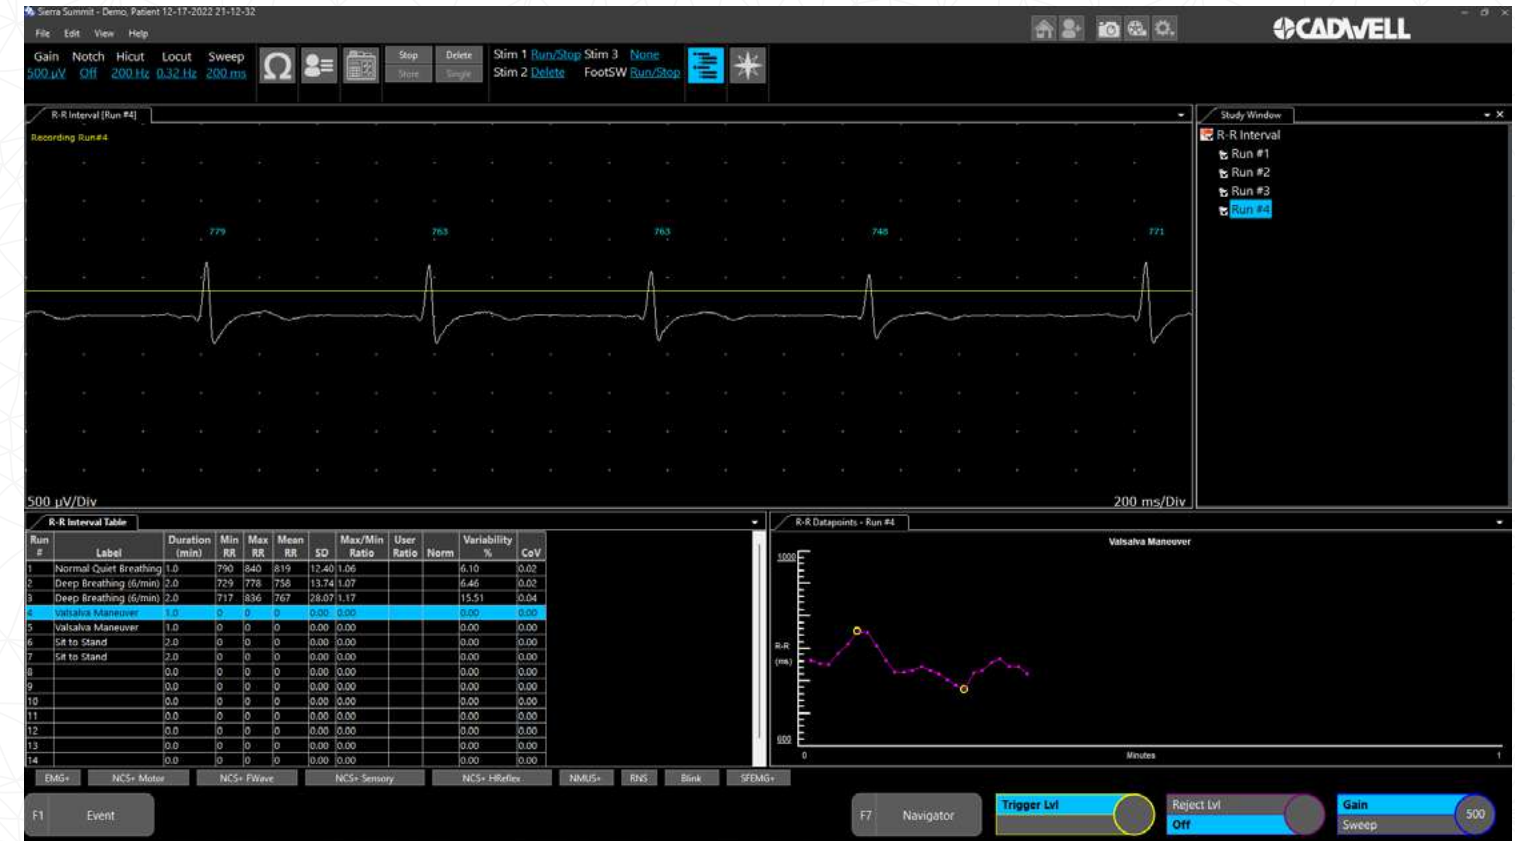 Sierra Summit - Demo, Patient 12-17-2022 21-12-32
File Edit View Help
CADWELL
Gain Notch Hicut Locut Sweep
500 µV Off 200 Hz 0.32 Hz 200 ms
Stop Delete
Store Single
Stim 1 Run/Stop Stim 3 None
Stim 2 Delete FootSW Run/Stop
R-R Interval [Run #4]
Recording Run#4
779 763 763 748 771
500 µV/Div
200 ms/Div
Study Window
R-R Interval
Run #1
Run #2
Run #3
Run #4
R-R Interval Table
Run # Label Duration (min) Min RR Max RR Mean RR SD Max/Min Ratio User Ratio Norm Variability % CoV
1 Normal Quiet Breathing 1.0 790 840 819 12.40 1.06 6.10 0.02
2 Deep Breathing (6/min) 2.0 729 778 758 13.74 1.07 6.46 0.02
3 Deep Breathing (6/min) 2.0 717 836 767 28.07 1.17 15.51 0.04
4 Valsalva Maneuver 1.0 0 0 0 0.00 0.00 0.00 0.00
5 Valsalva Maneuver 1.0 0 0 0 0.00 0.00 0.00 0.00
6 Sit to Stand 2.0 0 0 0 0.00 0.00 0.00 0.00
7 Sit to Stand 2.0 0 0 0 0.00 0.00 0.00 0.00
8 0.0 0 0 0 0.00 0.00 0.00 0.00
9 0.0 0 0 0 0.00 0.00 0.00 0.00
10 0.0 0 0 0 0.00 0.00 0.00 0.00
11 0.0 0 0 0 0.00 0.00 0.00 0.00
12 0.0 0 0 0 0.00 0.00 0.00 0.00
13 0.0 0 0 0 0.00 0.00 0.00 0.00
14 0.0 0 0 0 0.00 0.00 0.00 0.00
R-R Datapoints - Run #4
Valsalva Maneuver
1000
R-R
(ms)
600
0 Minutes 1
EMG+ NCS+ Motor NCS+ FWave NCS+ Sensory NCS+ HReflex NMUS+ RNS Blink SFEMG+
F1 Event
F7 Navigator
Trigger Lvl
Reject Lvl
Off
Gain
Sweep
500